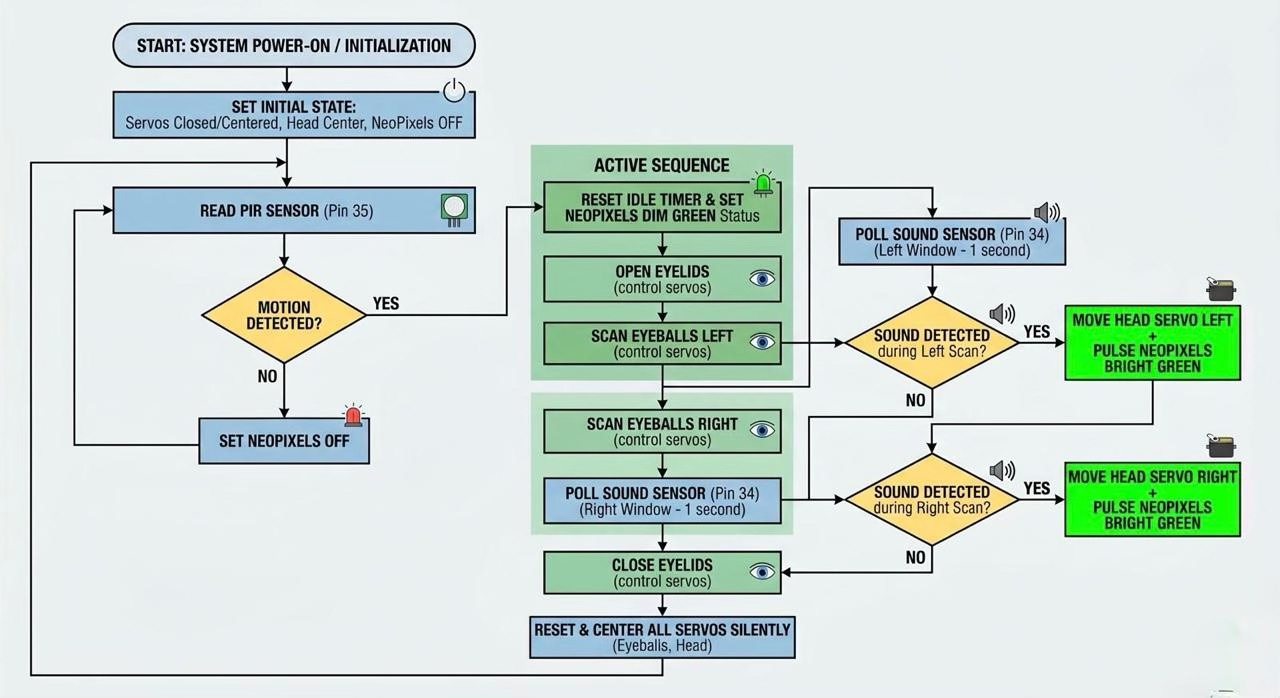 START: SYSTEM POWER-ON / INITIALIZATION
SET INITIAL STATE:
Servos Closed/Centered, Head Center, NeoPixels OFF
READ PIR SENSOR (Pin 35)
MOTION
DETECTED?
YES
NO
SET NEOPIXELS OFF
ACTIVE SEQUENCE
RESET IDLE TIMER & SET
NEOPIXELS DIM GREEN Status
OPEN EYELIDS
(control servos)
SCAN EYEBALLS LEFT
(control servos)
POLL SOUND SENSOR (Pin 34)
(Left Window - 1 second)
SOUND DETECTED
during Left Scan?
YES
MOVE HEAD SERVO LEFT
+
PULSE NEOPIXELS
BRIGHT GREEN
NO
SCAN EYEBALLS RIGHT
(control servos)
POLL SOUND SENSOR (Pin 34)
(Right Window - 1 second)
SOUND DETECTED
during Right Scan?
YES
MOVE HEAD SERVO RIGHT
+
PULSE NEOPIXELS
BRIGHT GREEN
NO
CLOSE EYELIDS
(control servos)
RESET & CENTER ALL SERVOS SILENTLY
(Eyeballs, Head)